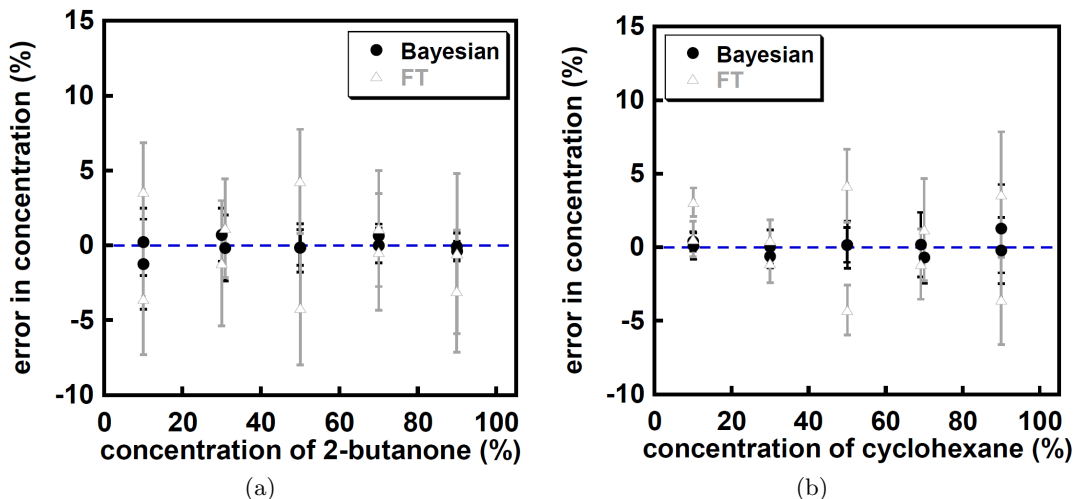 15
10
5
0
-5
-10
error in concentration (%)
Bayesian
FT
0 20 40 60 80 100
concentration of 2-butanone (%)
(a)
15
10
5
0
-5
-10
error in concentration (%)
Bayesian
FT
0 20 40 60 80 100
concentration of cyclohexane (%)
(b)